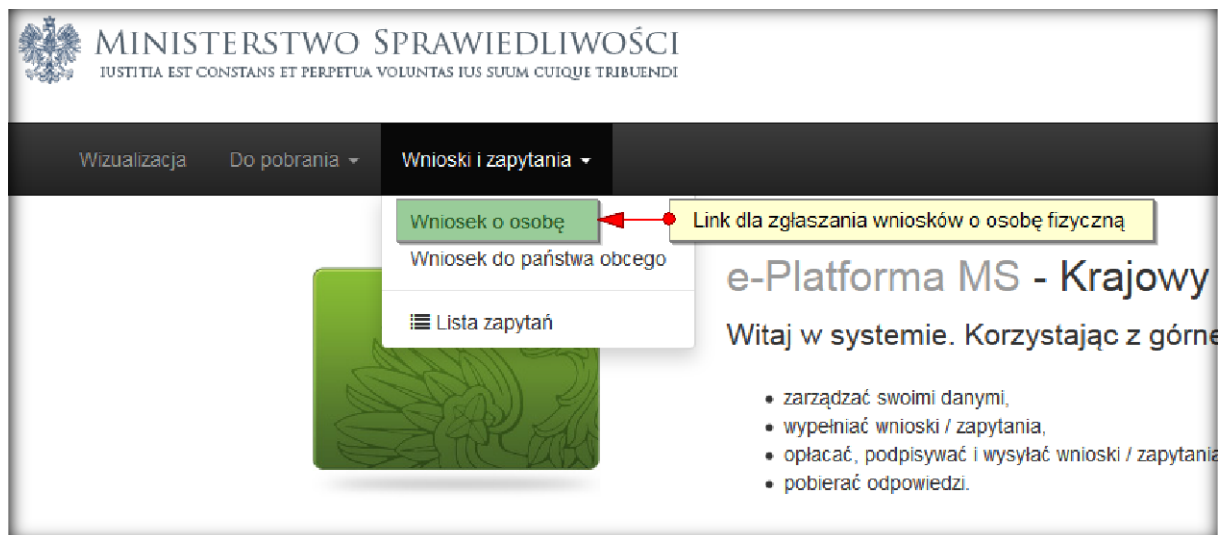 MINISTERSTWO SPRAWIEDLIWOŚCI
IUSTITIA EST CONSTANS ET PERPETUA VOLUNTAS IUS SUUM CUIQUE TRIBUENDI
Wizualizacja Do pobrania Wnioski i zapytania
Wniosek o osobę
Link dla zgłaszania wniosków o osobę fizyczną
Wniosek do państwa obcego
Lista zapytań
e-Platforma MS - Krajowy
Witaj w systemie. Korzystając z górne
• zarządzać swoimi danymi,
• wypełniać wnioski / zapytania,
• opłacać, podpisywać i wysyłać wnioski / zapytania
• pobierać odpowiedzi.